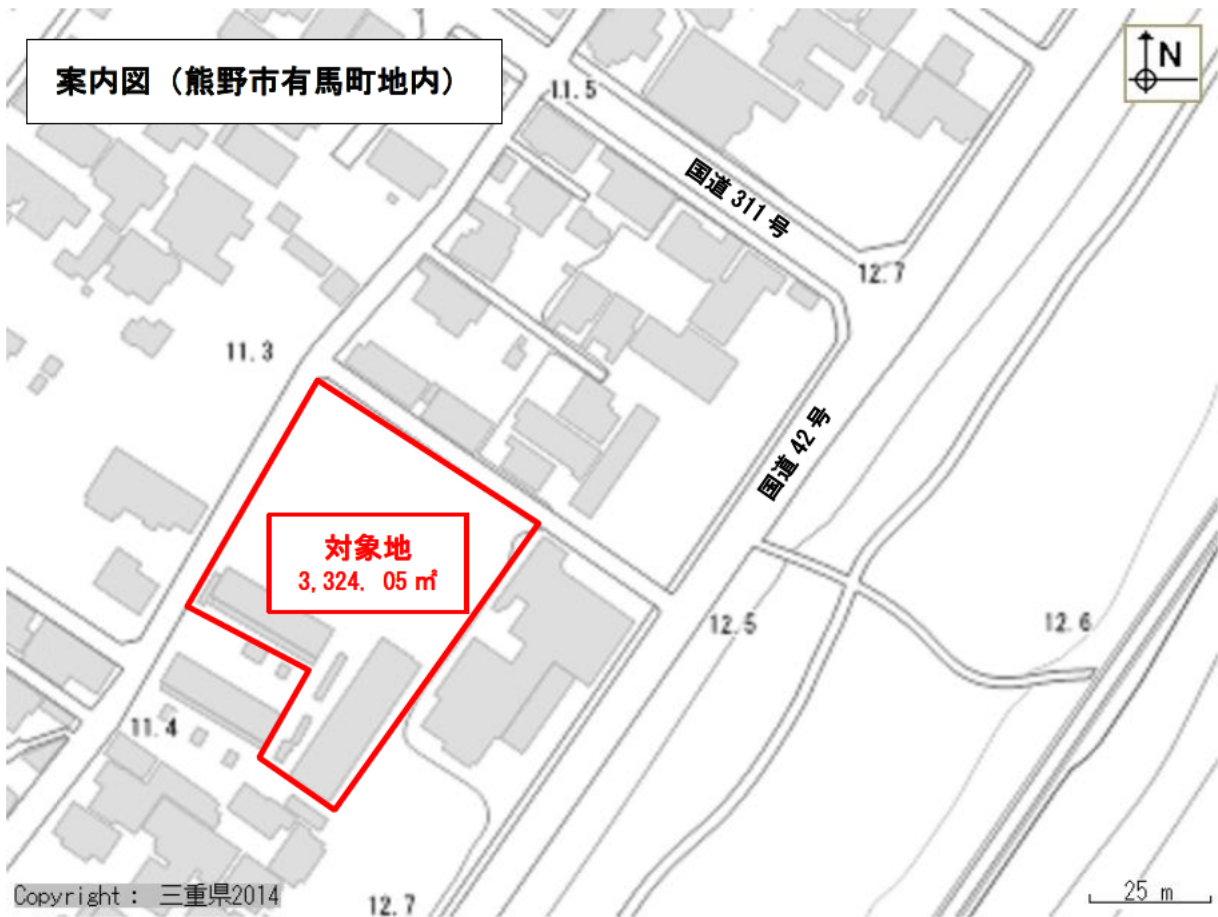 案内図（熊野市有馬町地内）
N
11.5
国道 311 号
12.7
11.3
国道 42 号
対象地
3,324. 05 ㎡
12.5
12.6
11.4
12.7
Copyright : 三重県2014
25 m